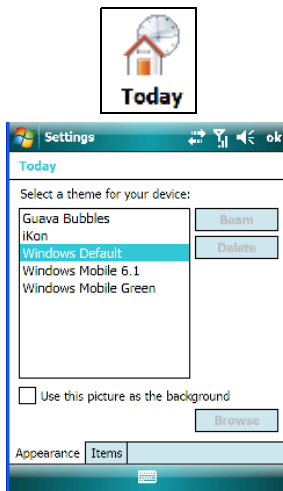 Today
Settings ok
Today
Select a theme for your device:
Guava Bubbles Beam
iKon Delete
Windows Default
Windows Mobile 6.1
Windows Mobile Green
Use this picture as the background
Browse
Appearance Items